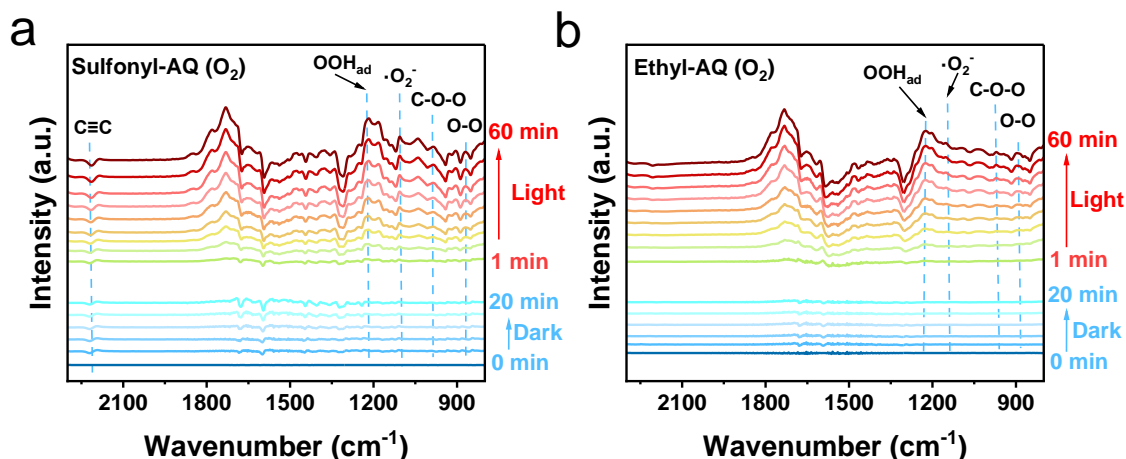 a
Sulfonyl-AQ (O₂)
OOHad
·O₂⁻
C-O-O
O-O
C≡C
60 min
Light
1 min
20 min
Dark
0 min
Intensity (a.u.)
2100 1800 1500 1200 900
Wavenumber (cm⁻¹)
b
Ethyl-AQ (O₂)
OOHad
·O₂⁻
C-O-O
O-O
60 min
Light
1 min
20 min
Dark
0 min
Intensity (a.u.)
2100 1800 1500 1200 900
Wavenumber (cm⁻¹)